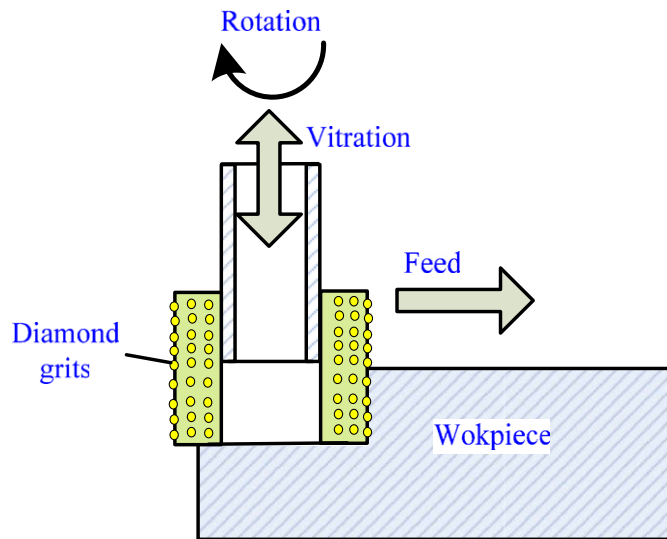 Rotation
Vitration
Feed
Diamond
grits
Wokpiece